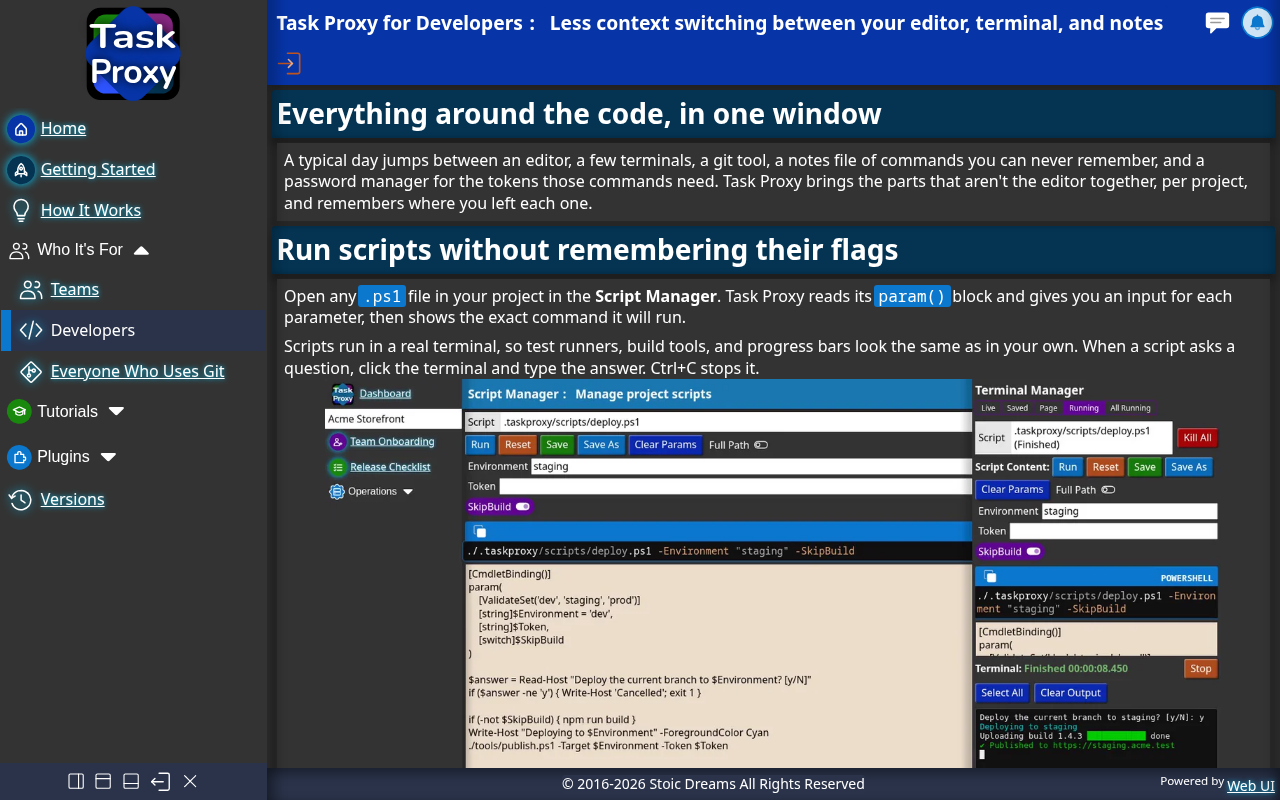 Task
Proxy
Home
Getting Started
How It Works
Who It's For
Teams
Developers
Everyone Who Uses Git
Tutorials
Plugins
Versions
Task Proxy for Developers : Less context switching between your editor, terminal, and notes
Everything around the code, in one window
A typical day jumps between an editor, a few terminals, a git tool, a notes file of commands you can never remember, and a
password manager for the tokens those commands need. Task Proxy brings the parts that aren't the editor together, per project,
and remembers where you left each one.
Run scripts without remembering their flags
Open any .ps1 file in your project in the Script Manager. Task Proxy reads its param() block and gives you an input for each
parameter, then shows the exact command it will run.
Scripts run in a real terminal, so test runners, build tools, and progress bars look the same as in your own. When a script asks a
question, click the terminal and type the answer. Ctrl+C stops it.
Task
Proxy
Dashboard
Acme Storefront
Team Onboarding
Release Checklist
Operations
Script Manager : Manage project scripts
Script .taskproxy/scripts/deploy.ps1
Run Reset Save Save As Clear Params Full Path
Environment staging
Token
SkipBuild
./.taskproxy/scripts/deploy.ps1 -Environment "staging" -SkipBuild
[CmdletBinding()]
param(
[ValidateSet('dev', 'staging', 'prod')]
[string]$Environment = 'dev',
[string]$Token,
[switch]$SkipBuild
)
$answer = Read-Host "Deploy the current branch to $Environment? [y/N]"
if ($answer -ne 'y') { Write-Host 'Cancelled'; exit 1 }
if (-not $SkipBuild) { npm run build }
Write-Host "Deploying to $Environment" -ForegroundColor Cyan
./tools/publish.ps1 -Target $Environment -Token $Token
Terminal Manager
Live Saved Page Running All Running
Script .taskproxy/scripts/deploy.ps1
(Finished)
Kill All
Script Content: Run Reset Save Save As
Clear Params Full Path
Environment staging
Token
SkipBuild
POWERSHELL
./.taskproxy/scripts/deploy.ps1 -Environ
ment "staging" -SkipBuild
[CmdletBinding()]
param(
Terminal: Finished 00:00:08.450
Stop
Select All Clear Output
Deploy the current branch to staging? [y/N]: y
Deploying to staging
Uploading build 1.4.3 done
✔ Published to https://staging.acme.test
© 2016-2026 Stoic Dreams All Rights Reserved
Powered by Web UI